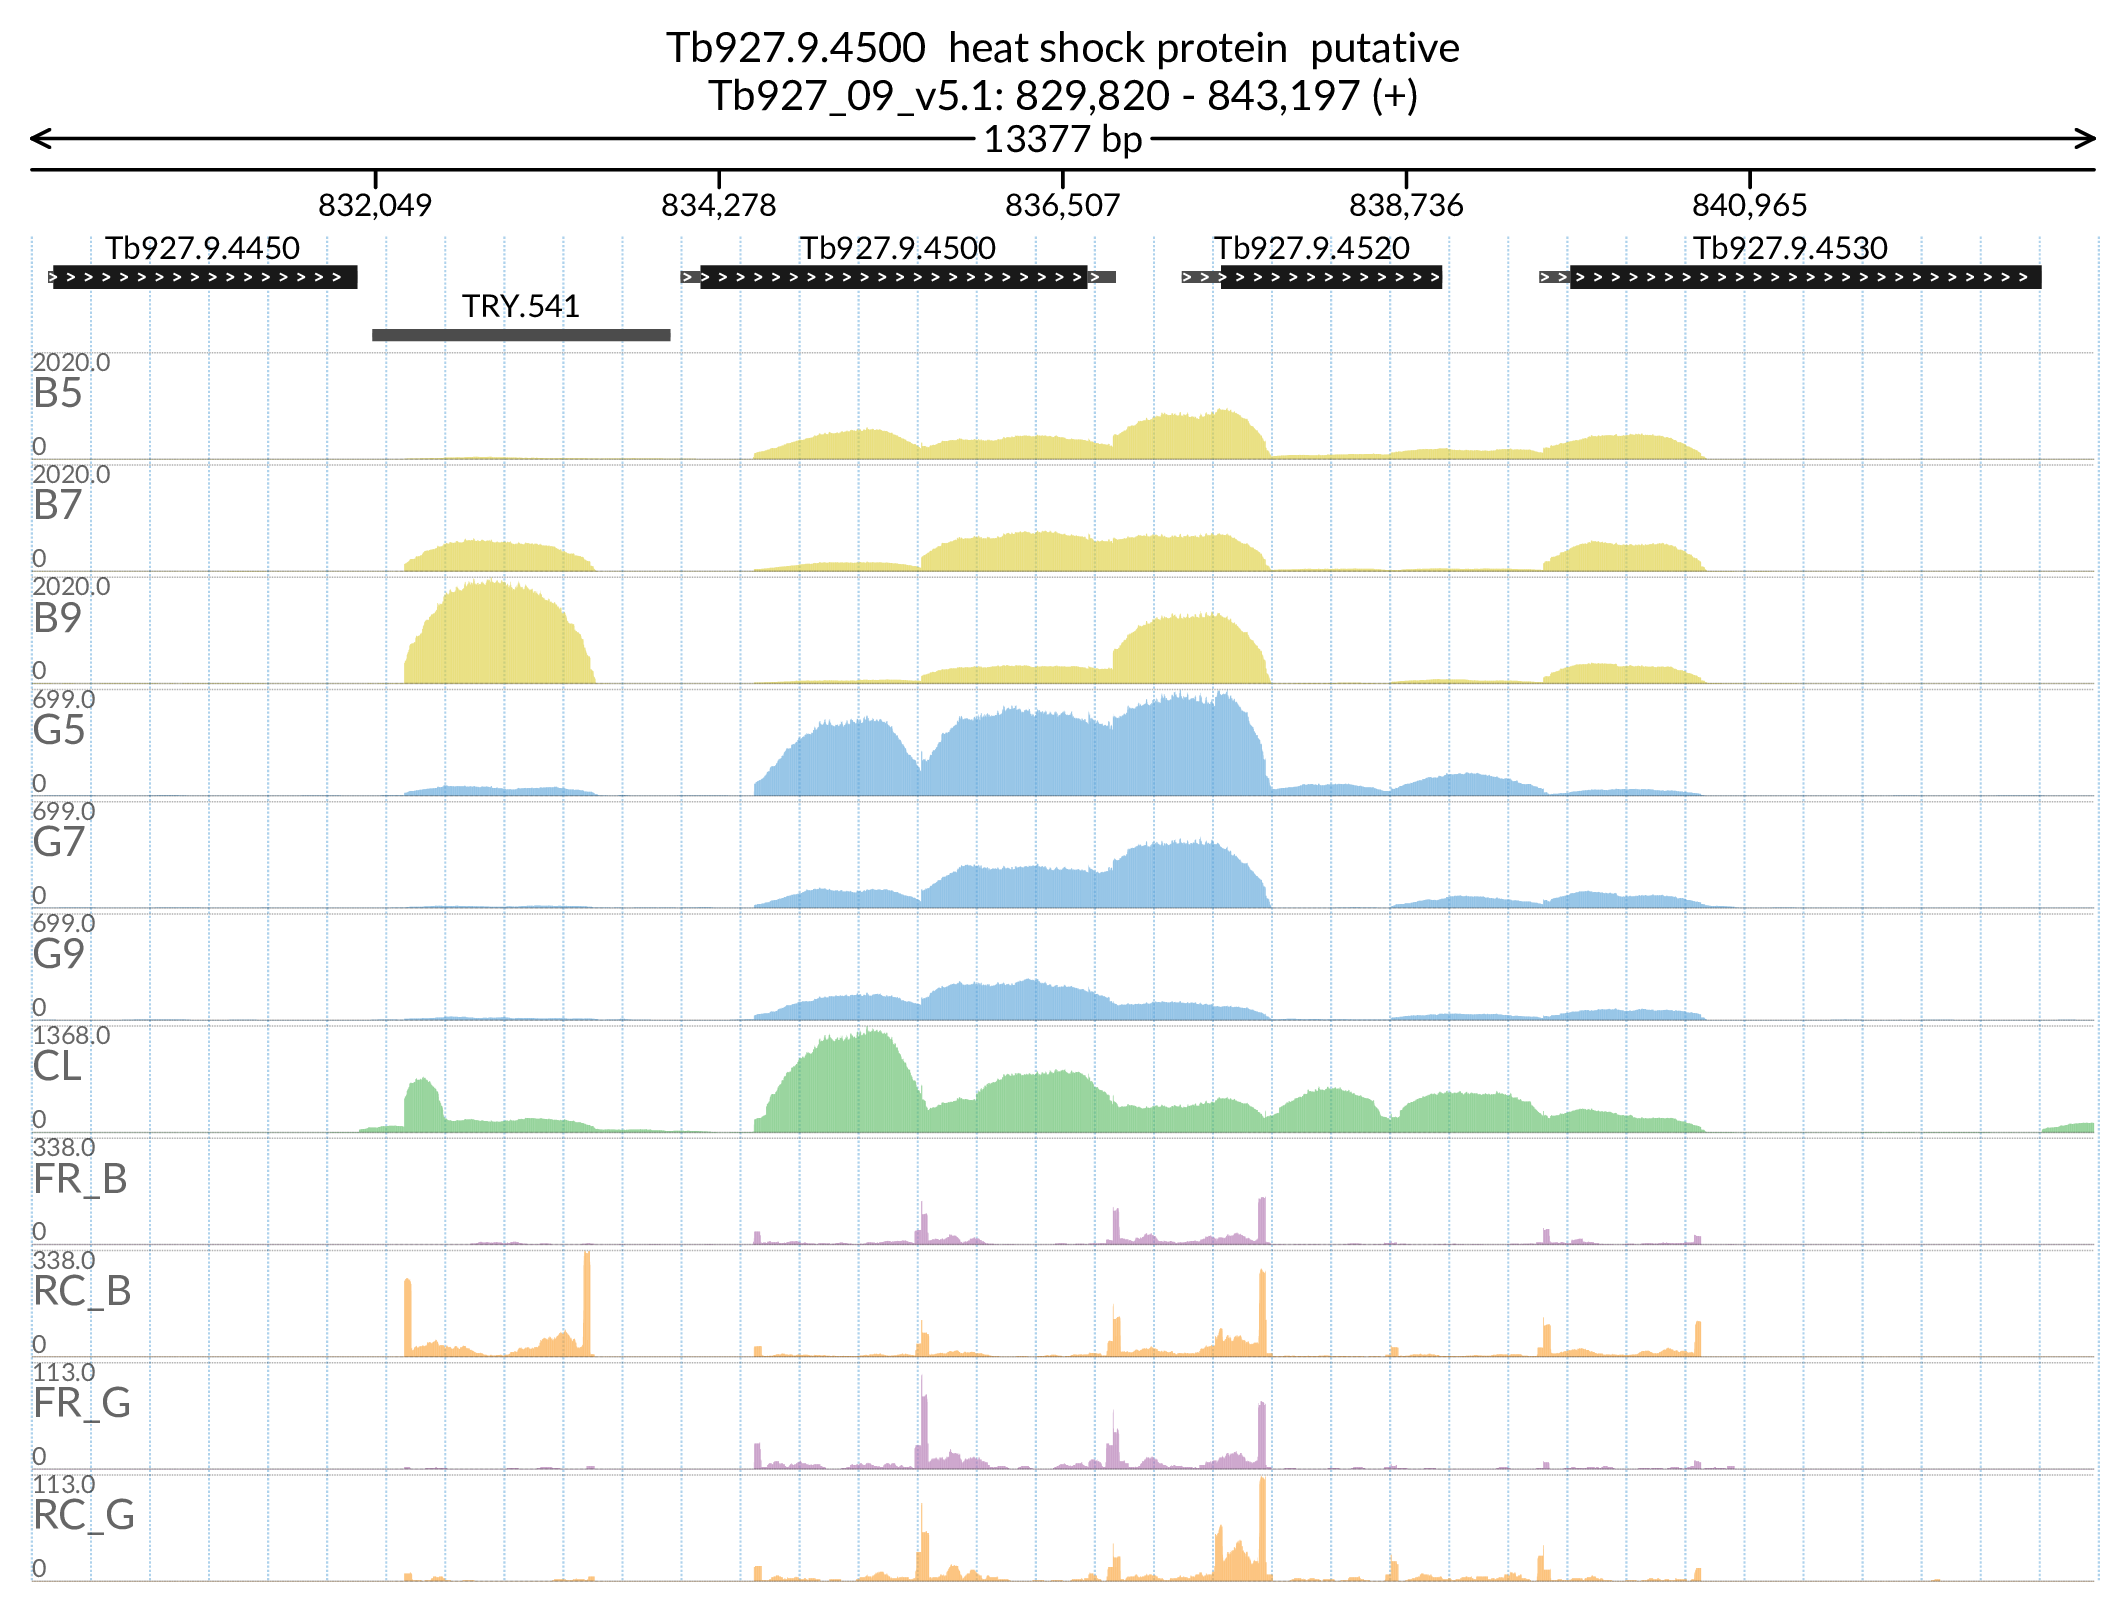 Tb927.9.4500 heat shock protein putative
Tb927_09_v5.1: 829,820 - 843,197 (+)
13377 bp
832,049 834,278 836,507 838,736 840,965
Tb927.9.4450 Tb927.9.4500 Tb927.9.4520 Tb927.9.4530
TRY.541
2020.0
B5
0
2020.0
B7
0
2020.0
B9
0
699.0
G5
0
699.0
G7
0
699.0
G9
0
1368.0
CL
0
338.0
FR_B
0
338.0
RC_B
0
113.0
FR_G
0
113.0
RC_G
0